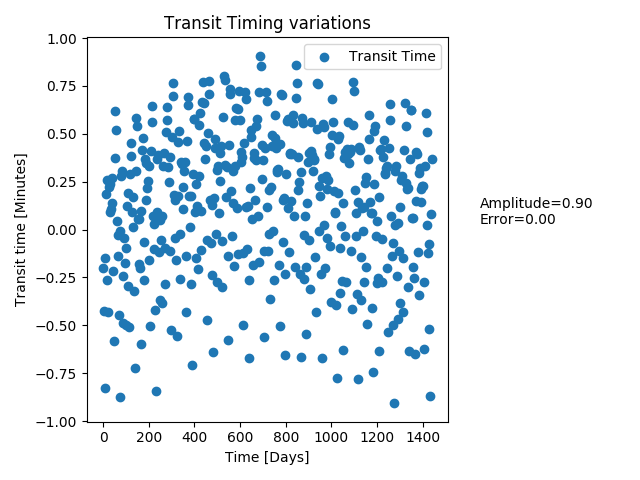 Transit Timing variations
Transit Time
1.00
0.75
0.50
0.25
0.00
−0.25
−0.50
−0.75
−1.00
Transit time [Minutes]
0 200 400 600 800 1000 1200 1400
Time [Days]
Amplitude=0.90
Error=0.00